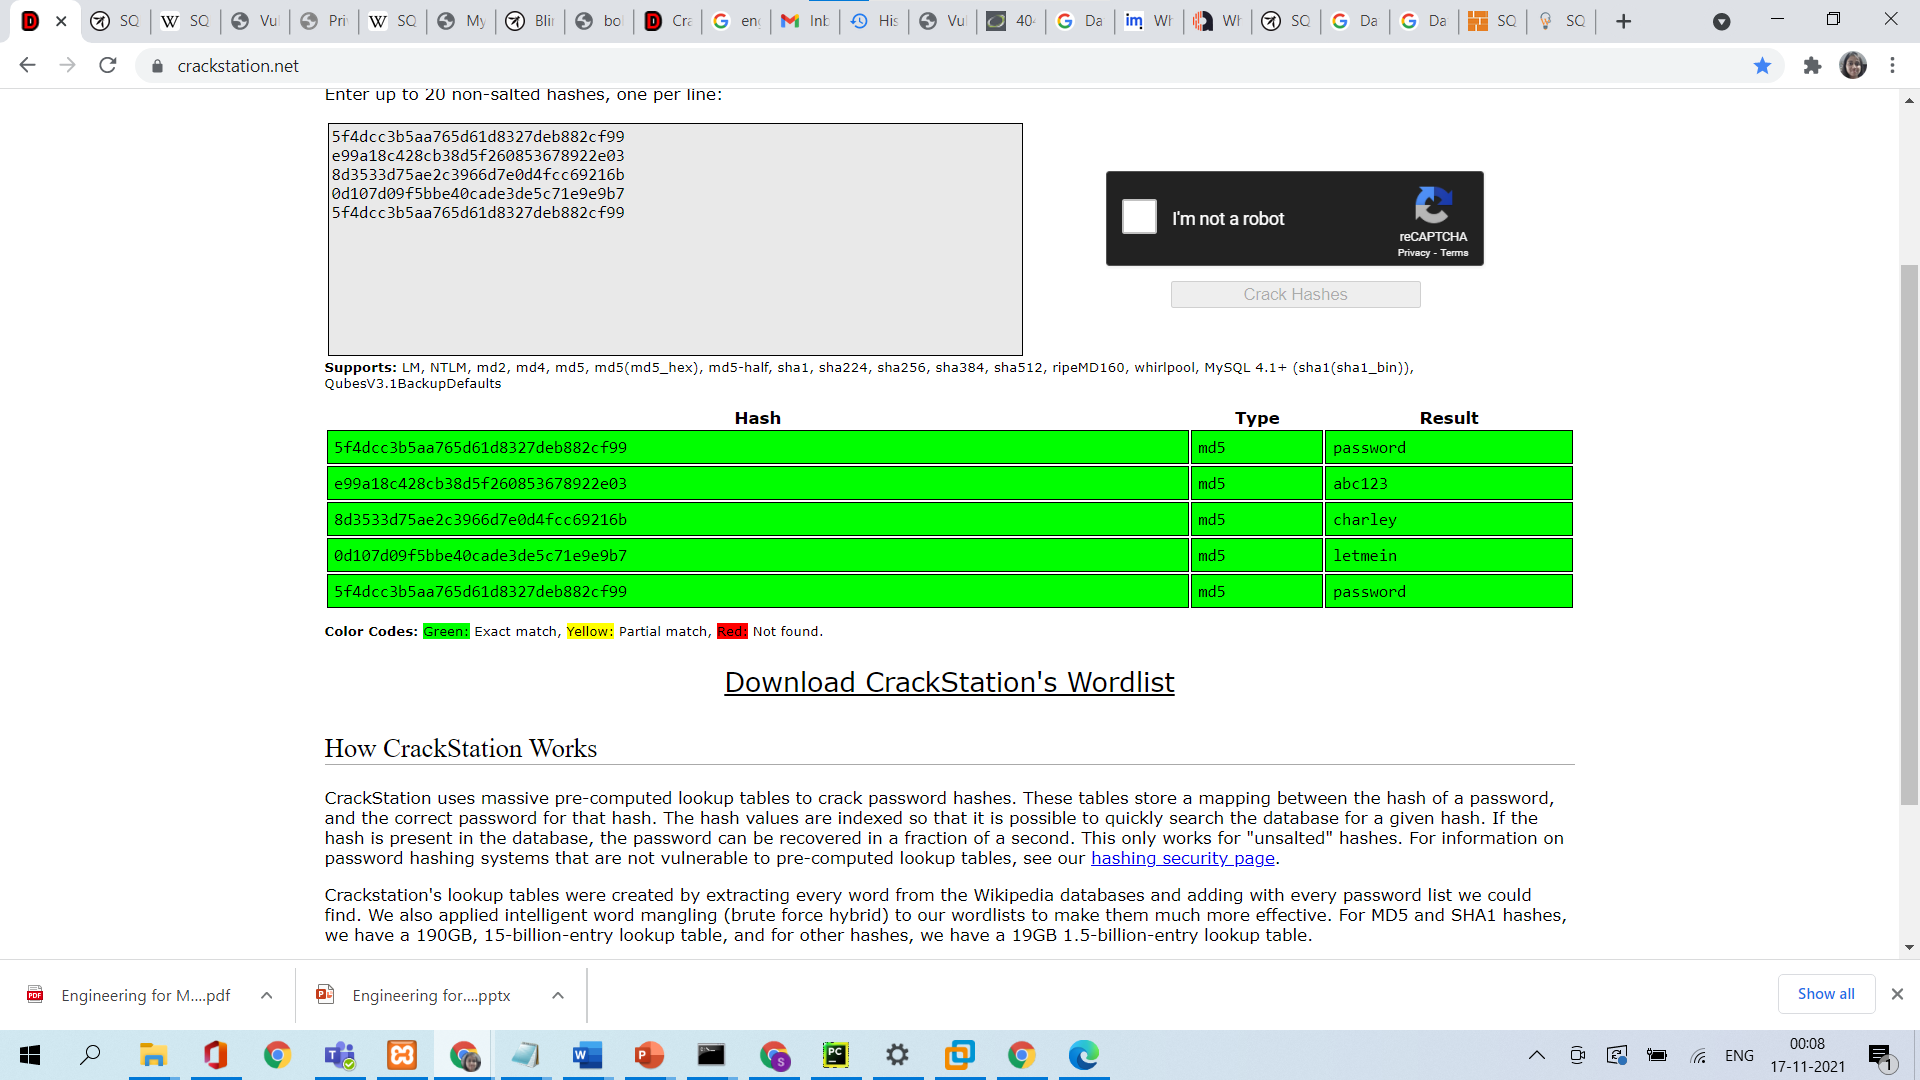 SQ
SQ
Vul
Priv
SQ
My
Blin
bol
Cra
eng
Inb
His
Vul
404
Da
Wh
Wh
SQ
Da
Da
SQ
SQ
crackstation.net
Enter up to 20 non-salted hashes, one per line:
5f4dcc3b5aa765d61d8327deb882cf99
e99a18c428cb38d5f260853678922e03
8d3533d75ae2c3966d7e0d4fcc69216b
0d107d09f5bbe40cade3de5c71e9e9b7
5f4dcc3b5aa765d61d8327deb882cf99
I'm not a robot
reCAPTCHA
Privacy - Terms
Crack Hashes
Supports: LM, NTLM, md2, md4, md5, md5(md5_hex), md5-half, sha1, sha224, sha256, sha384, sha512, ripeMD160, whirlpool, MySQL 4.1+ (sha1(sha1_bin)),
QubesV3.1BackupDefaults
Hash Type Result
5f4dcc3b5aa765d61d8327deb882cf99 md5 password
e99a18c428cb38d5f260853678922e03 md5 abc123
8d3533d75ae2c3966d7e0d4fcc69216b md5 charley
0d107d09f5bbe40cade3de5c71e9e9b7 md5 letmein
5f4dcc3b5aa765d61d8327deb882cf99 md5 password
Color Codes: Green: Exact match, Yellow: Partial match, Red: Not found.
Download CrackStation's Wordlist
How CrackStation Works
CrackStation uses massive pre-computed lookup tables to crack password hashes. These tables store a mapping between the hash of a password,
and the correct password for that hash. The hash values are indexed so that it is possible to quickly search the database for a given hash. If the
hash is present in the database, the password can be recovered in a fraction of a second. This only works for "unsalted" hashes. For information on
password hashing systems that are not vulnerable to pre-computed lookup tables, see our hashing security page.
Crackstation's lookup tables were created by extracting every word from the Wikipedia databases and adding with every password list we could
find. We also applied intelligent word mangling (brute force hybrid) to our wordlists to make them much more effective. For MD5 and SHA1 hashes,
we have a 190GB, 15-billion-entry lookup table, and for other hashes, we have a 19GB 1.5-billion-entry lookup table.
Engineering for M....pdf
Engineering for....pptx
Show all
ENG
00:08
17-11-2021
1